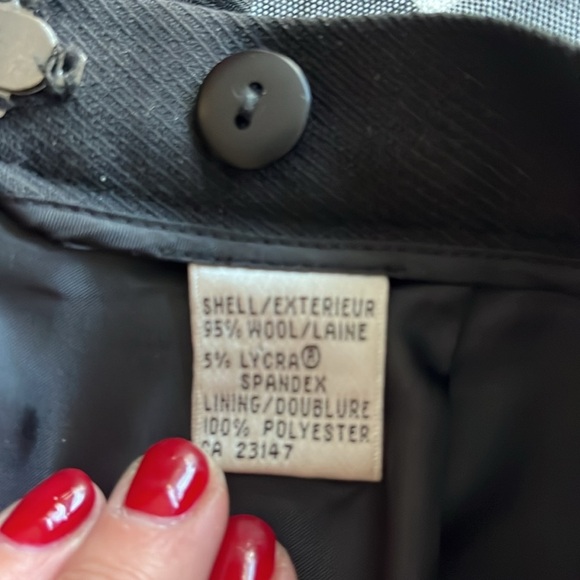 SHELL/EXTERIEUR
95% WOOL/LAINE
5% LYCRA®
SPANDEX
LINING/DOUBLURE
100% POLYESTER
CA 23147